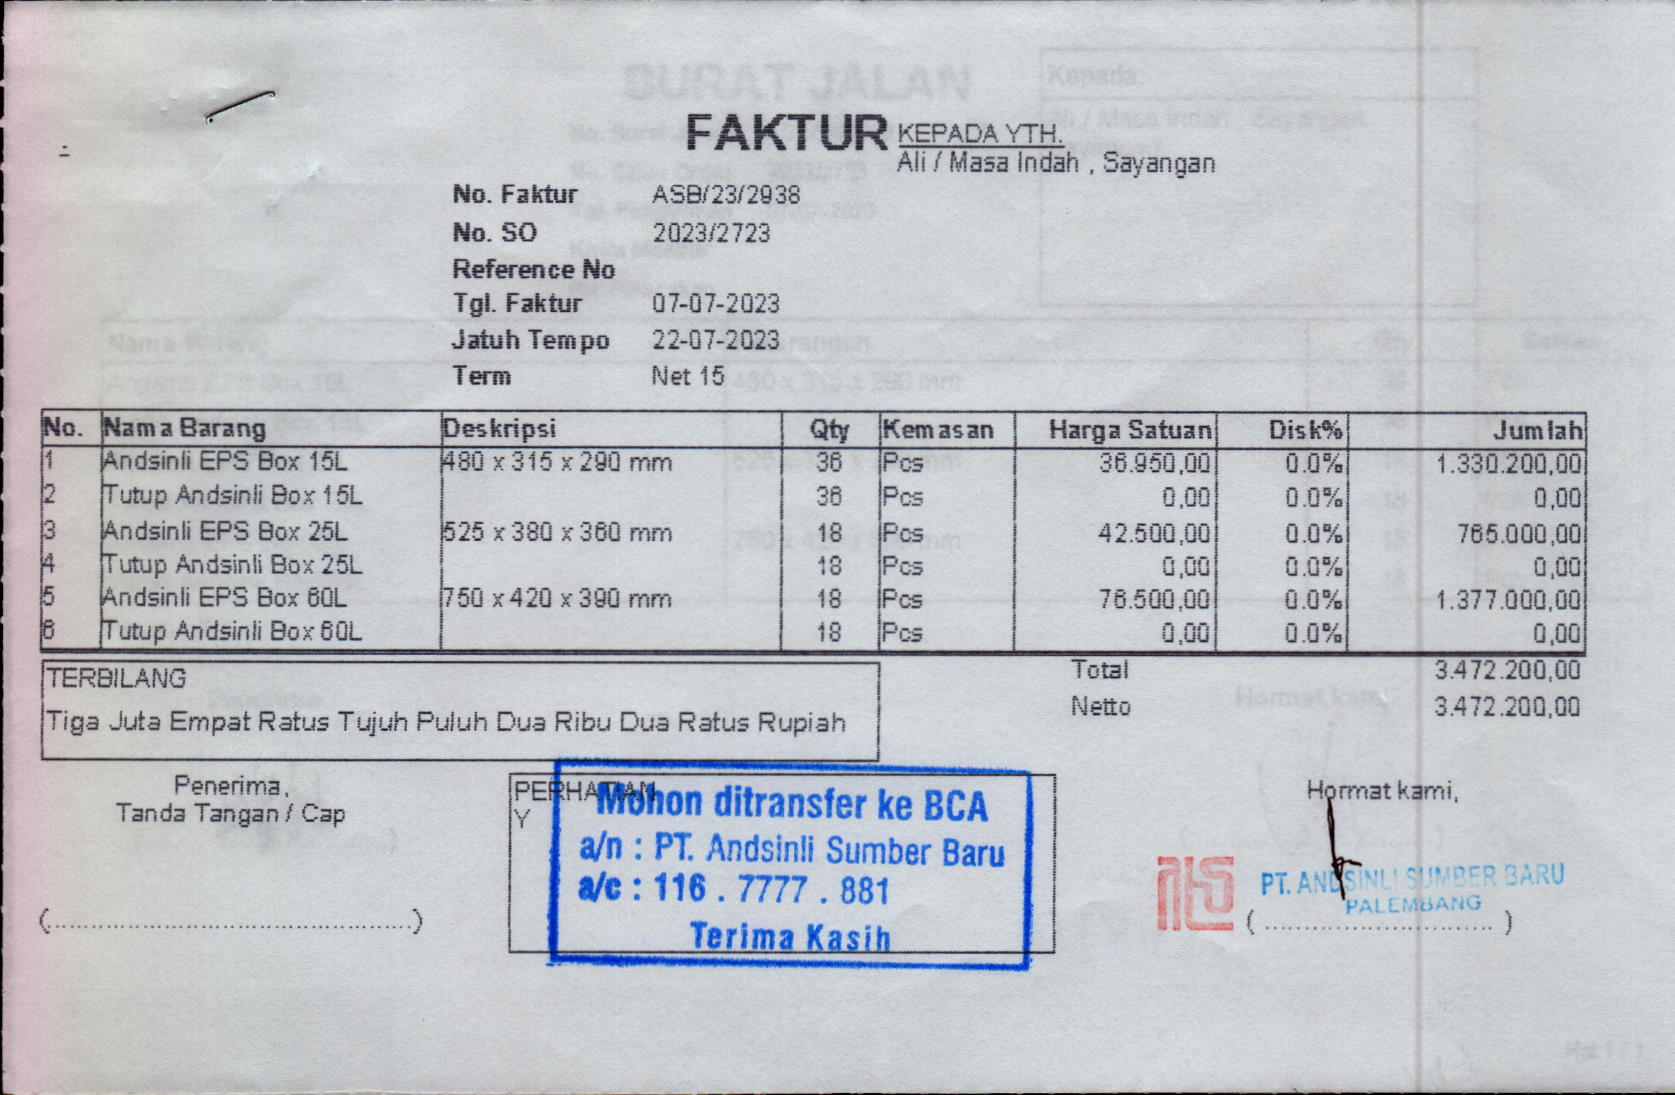 FAKTUR
KEPADA YTH.
Ali / Masa Indah , Sayangan
No. Faktur ASB/23/2938
No. SO 2023/2723
Reference No
Tgl. Faktur 07-07-2023
Jatuh Tempo 22-07-2023
Term Net 15
No. Nama Barang Deskripsi Qty Kemasan Harga Satuan Disk% Jumlah
1 Andsinli EPS Box 15L 480 x 315 x 290 mm 36 Pcs 36.950,00 0.0% 1.330.200,00
2 Tutup Andsinli Box 15L 36 Pcs 0,00 0.0% 0,00
3 Andsinli EPS Box 25L 525 x 380 x 360 mm 18 Pcs 42.500,00 0.0% 765.000,00
4 Tutup Andsinli Box 25L 18 Pcs 0,00 0.0% 0,00
5 Andsinli EPS Box 60L 750 x 420 x 390 mm 18 Pcs 76.500,00 0.0% 1.377.000,00
6 Tutup Andsinli Box 60L 18 Pcs 0,00 0.0% 0,00
Total 3.472.200,00
Netto 3.472.200,00
TERBILANG
Tiga Juta Empat Ratus Tujuh Puluh Dua Ribu Dua Ratus Rupiah
Penerima,
Tanda Tangan / Cap
(................................................)
PERHATIAN
Y
Mohon ditransfer ke BCA
a/n : PT. Andsinli Sumber Baru
a/c : 116 . 7777 . 881
Terima Kasih
Hormat kami,
PT. ANDSINLI SUMBER BARU
PALEMBANG
( .............................. )
SURAT JALAN
Kepada: